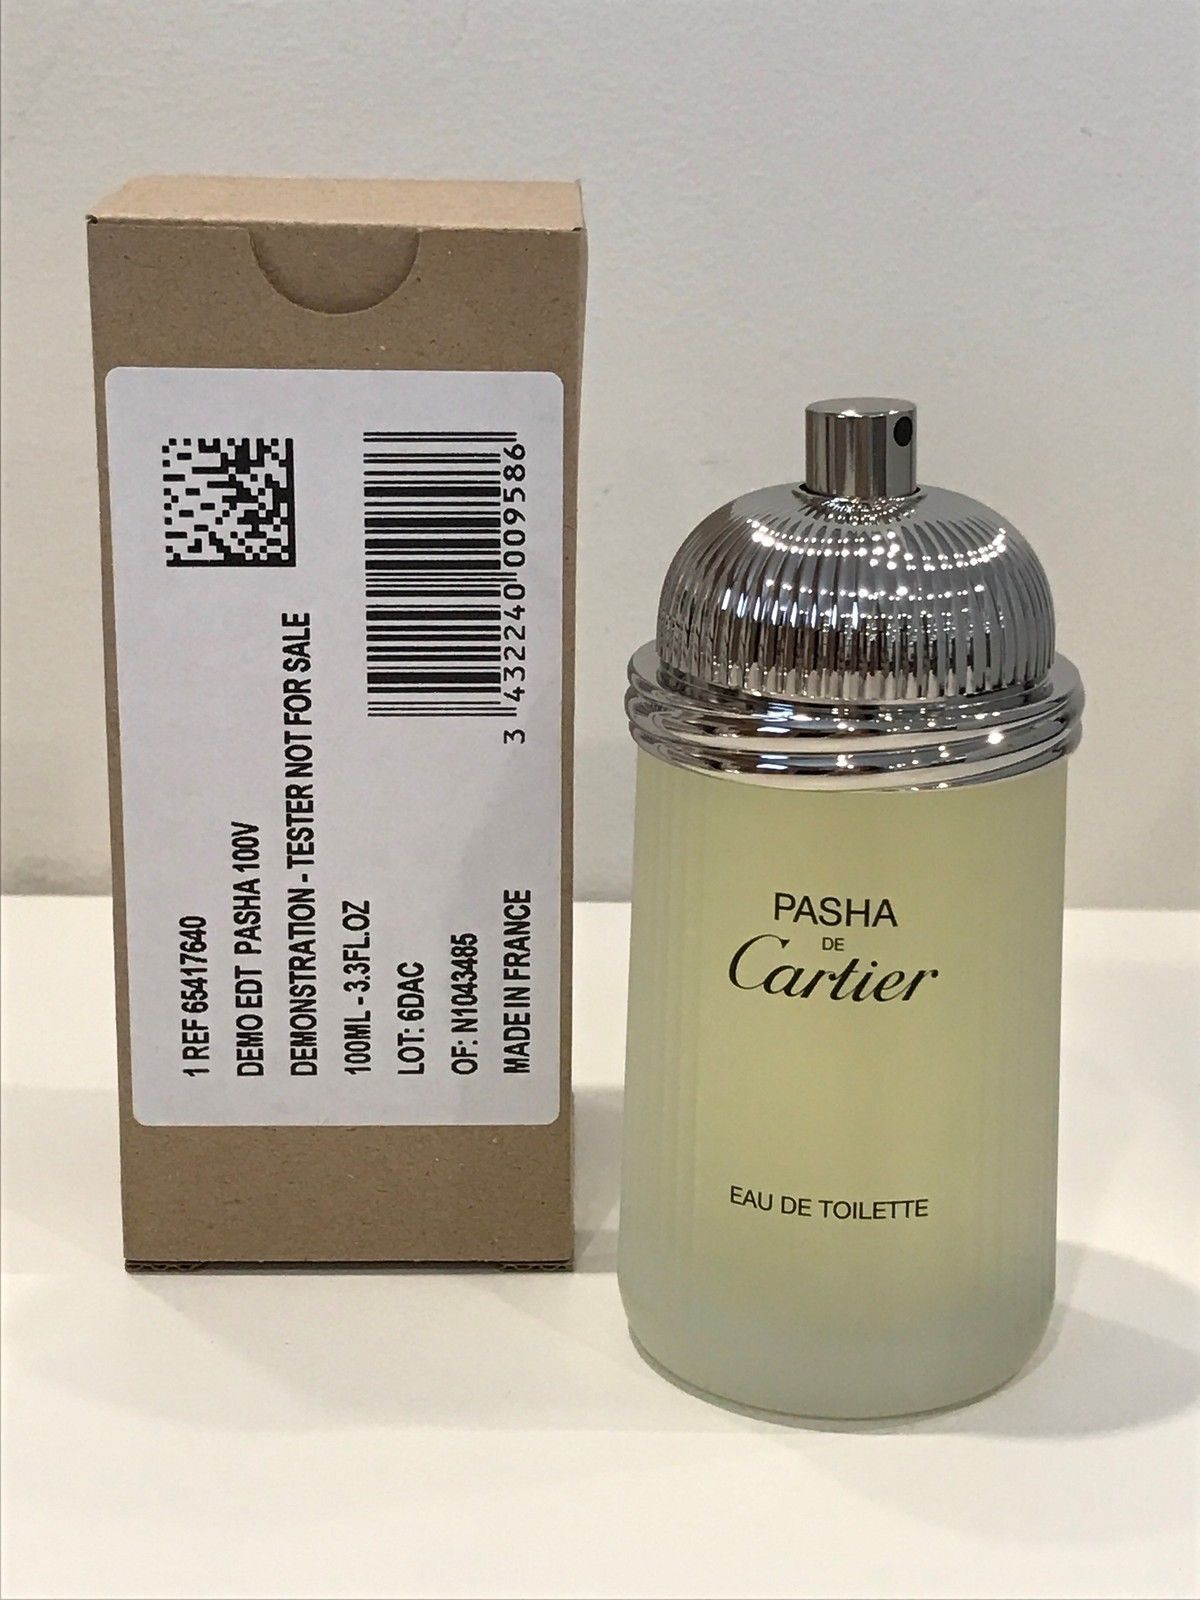 1 REF 65417640
DEMO EDT PASHA 100V
DEMONSTRATION - TESTER NOT FOR SALE
100ML - 3.3FL.OZ
LOT: 6DAC
OF: N1043485
MADE IN FRANCE
3 432240 009586
PASHA
DE
Cartier
EAU DE TOILETTE